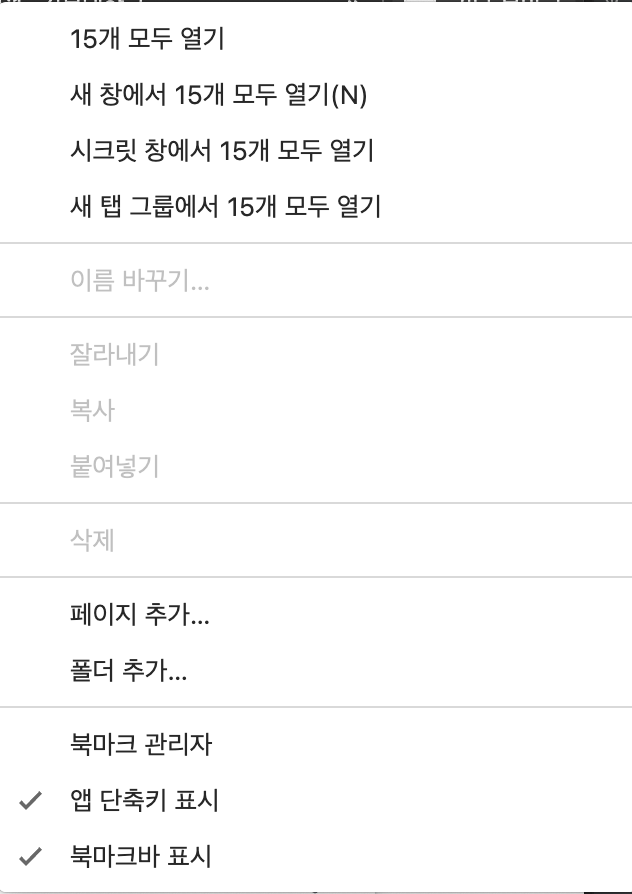 15개 모두 열기
새 창에서 15개 모두 열기(N)
시크릿 창에서 15개 모두 열기
새 탭 그룹에서 15개 모두 열기
이름 바꾸기...
잘라내기
복사
붙여넣기
삭제
페이지 추가...
폴더 추가...
북마크 관리자
앱 단축키 표시
북마크바 표시